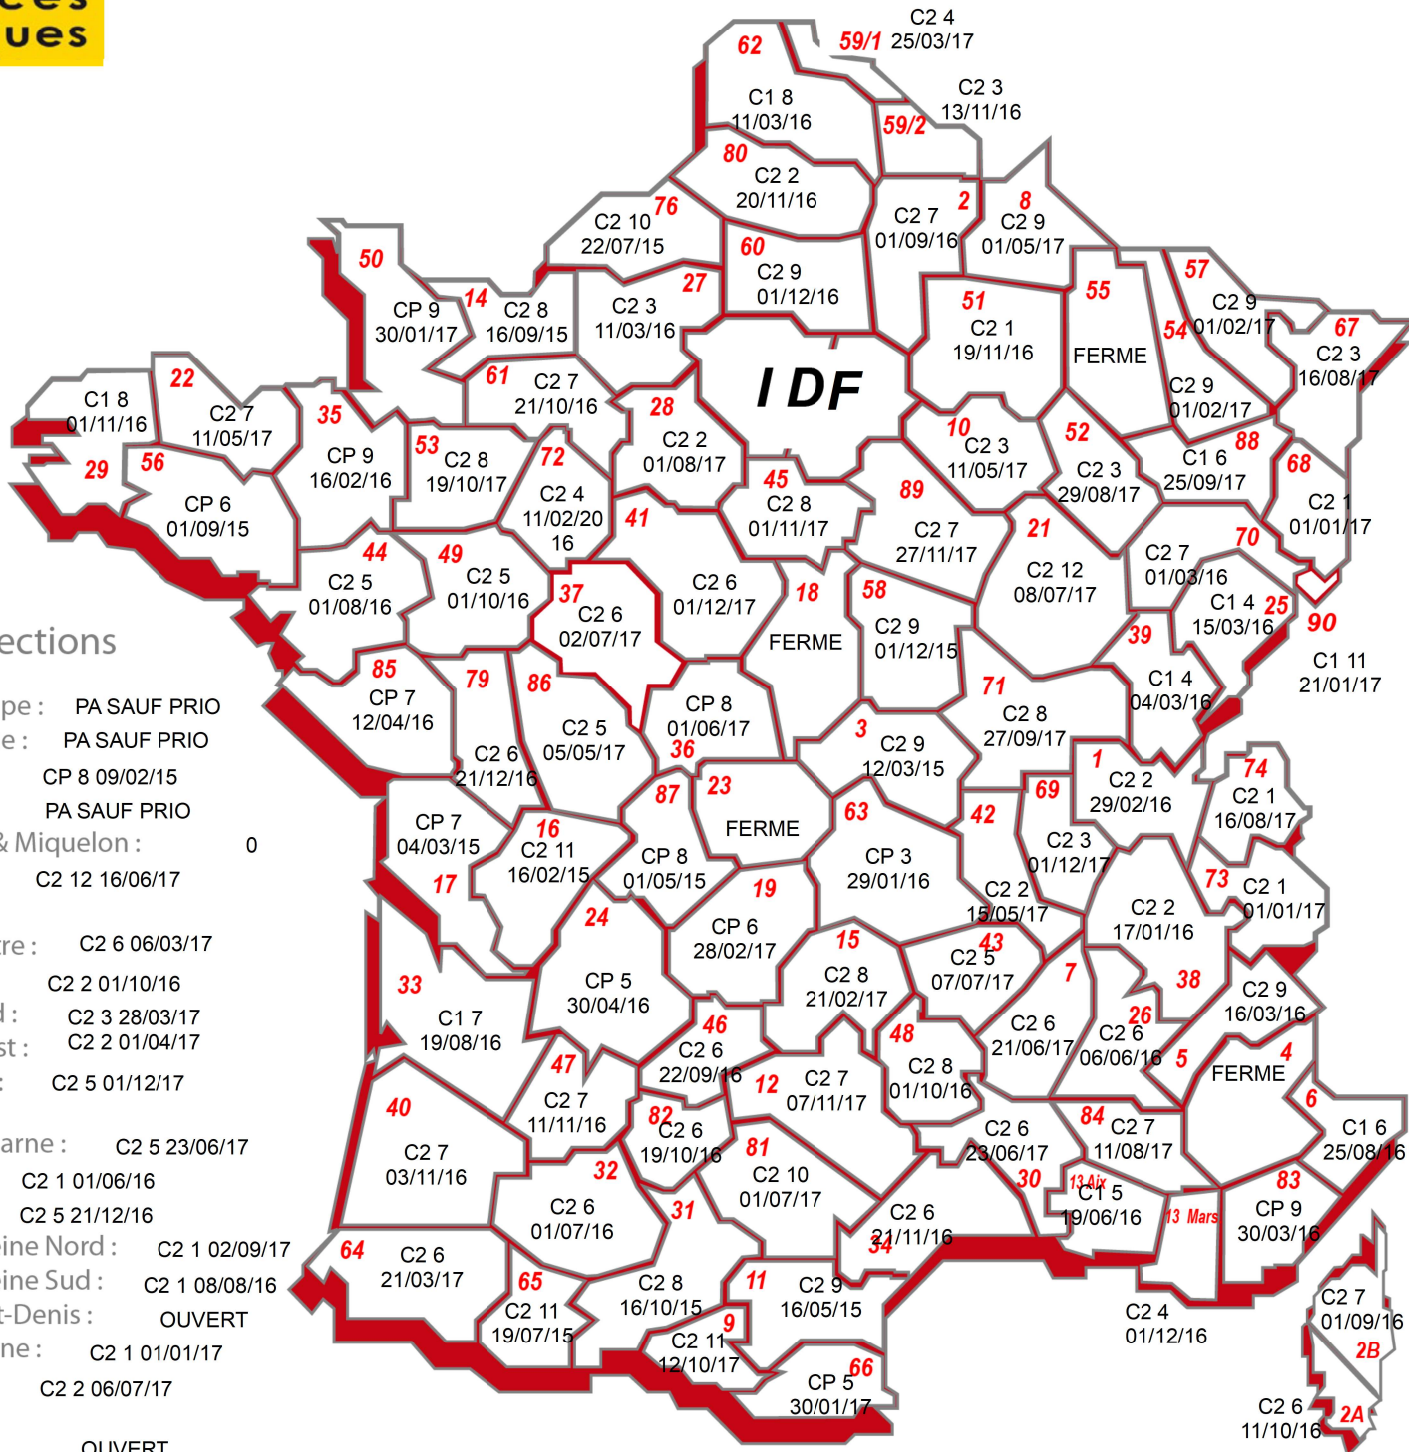 ces
ues
62
C1 8
11/03/16
59/1
C2 4
25/03/17
59/2
C2 3
13/11/16
80
C2 2
20/11/16
76
C2 10
22/07/15
60
C2 9
01/12/16
2
C2 7
01/09/16
8
C2 9
01/05/17
50
CP 9
30/01/17
14
C2 8
16/09/15
27
C2 3
11/03/16
51
C2 1
19/11/16
55
FERME
57
C2 9
01/02/17
54
C2 9
01/02/17
67
C2 3
16/08/17
61
C2 7
21/10/16
28
C2 2
01/08/17
I DF
C1 8
01/11/16
29
22
C2 7
11/05/17
35
CP 9
16/02/16
53
C2 8
19/10/17
72
C2 4
11/02/20
16
56
CP 6
01/09/15
45
C2 8
01/11/17
10
C2 3
11/05/17
52
C2 3
29/08/17
88
C1 6
25/09/17
68
C2 1
01/01/17
89
C2 7
27/11/17
21
C2 12
08/07/17
70
C2 7
01/03/16
25
C1 4
15/03/16
90
C1 11
21/01/17
44
C2 5
01/08/16
49
C2 5
01/10/16
37
C2 6
02/07/17
41
C2 6
01/12/17
18
FERME
58
C2 9
01/12/15
39
C1 4
04/03/16
85
CP 7
12/04/16
79
C2 6
21/12/16
86
C2 5
05/05/17
CP 8
01/06/17
36
71
C2 8
27/09/17
3
C2 9
12/03/15
1
C2 2
29/02/16
74
C2 1
16/08/17
CP 7
04/03/15
17
16
C2 11
16/02/15
87
CP 8
01/05/15
23
FERME
63
CP 3
29/01/16
42
C2 2
15/05/17
69
C2 3
01/12/17
73
C2 1
01/01/17
24
CP 5
30/04/16
19
CP 6
28/02/17
15
C2 8
21/02/17
43
C2 5
07/07/17
C2 2
17/01/16
38
33
C1 7
19/08/16
47
C2 7
11/11/16
46
C2 6
22/09/16
12
C2 7
07/11/17
48
C2 8
01/10/16
7
C2 6
21/06/17
26
C2 6
06/06/16
5
C2 9
16/03/16
4
FERME
40
C2 7
03/11/16
82
C2 6
19/10/16
81
C2 10
01/07/17
C2 6
23/06/17
30
84
C2 7
11/08/17
6
C1 6
25/08/16
13 Aix
C1 5
19/06/16
13 Mars
C2 4
01/12/16
83
CP 9
30/03/16
32
C2 6
01/07/16
31
C2 8
16/10/15
C2 6
21/11/16
34
64
C2 6
21/03/17
65
C2 11
19/07/15
11
C2 9
16/05/15
9
C2 11
12/10/17
66
CP 5
30/01/17
C2 7
01/09/16
2B
C2 6
11/10/16
2A
ections
pe : PA SAUF PRIO
e : PA SAUF PRIO
CP 8 09/02/15
PA SAUF PRIO
& Miquelon : 0
C2 12 16/06/17
tre : C2 6 06/03/17
C2 2 01/10/16
d : C2 3 28/03/17
st : C2 2 01/04/17
: C2 5 01/12/17
arne : C2 5 23/06/17
C2 1 01/06/16
C2 5 21/12/16
eine Nord : C2 1 02/09/17
eine Sud : C2 1 08/08/16
t-Denis : OUVERT
ne : C2 1 01/01/17
C2 2 06/07/17
OUVERT